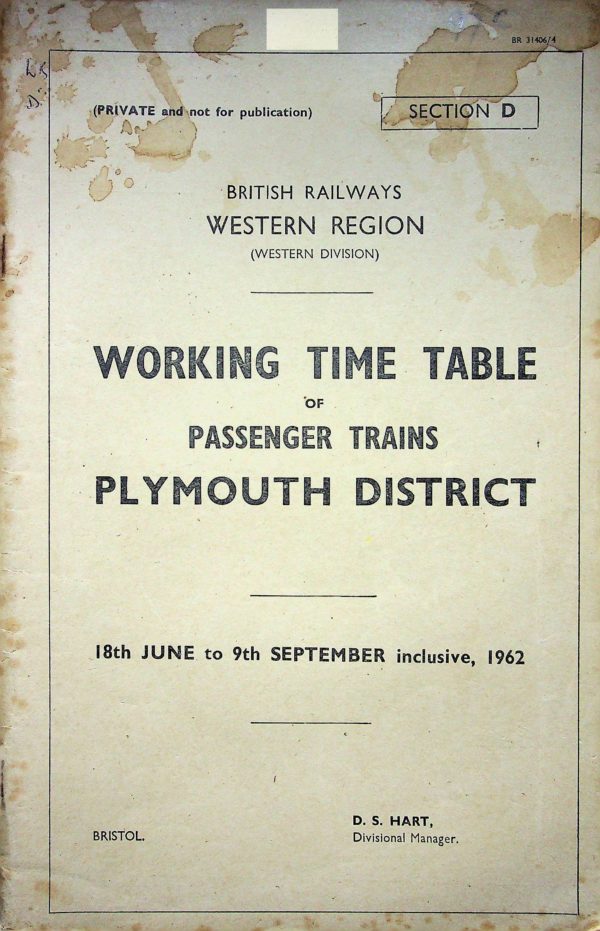 BR 31406/4
(PRIVATE and not for publication)
SECTION D
BRITISH RAILWAYS
WESTERN REGION
(WESTERN DIVISION)
WORKING TIME TABLE
OF
PASSENGER TRAINS
PLYMOUTH DISTRICT
18th JUNE to 9th SEPTEMBER inclusive, 1962
D. S. HART,
BRISTOL.
Divisional Manager.